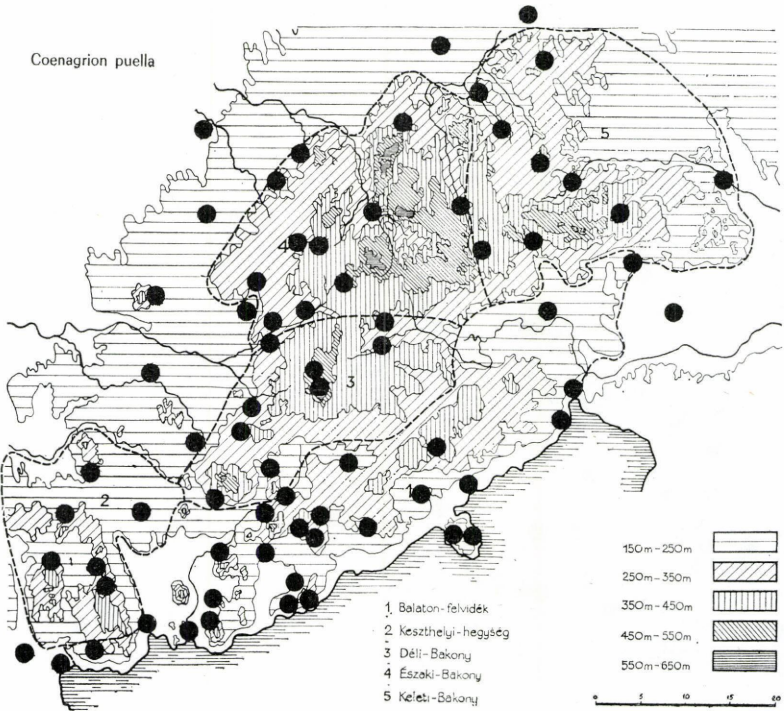 Coenagrion puella
5
4
3
2
1
1
1 Balaton-felvidék
2 Keszthelyi-hegység
3 Déli-Bakony
4 Északi-Bakony
5 Keleti-Bakony
150m-250m
250m-350m
350m-450m
450m-550m
550m-650m
0 5 10 15 20